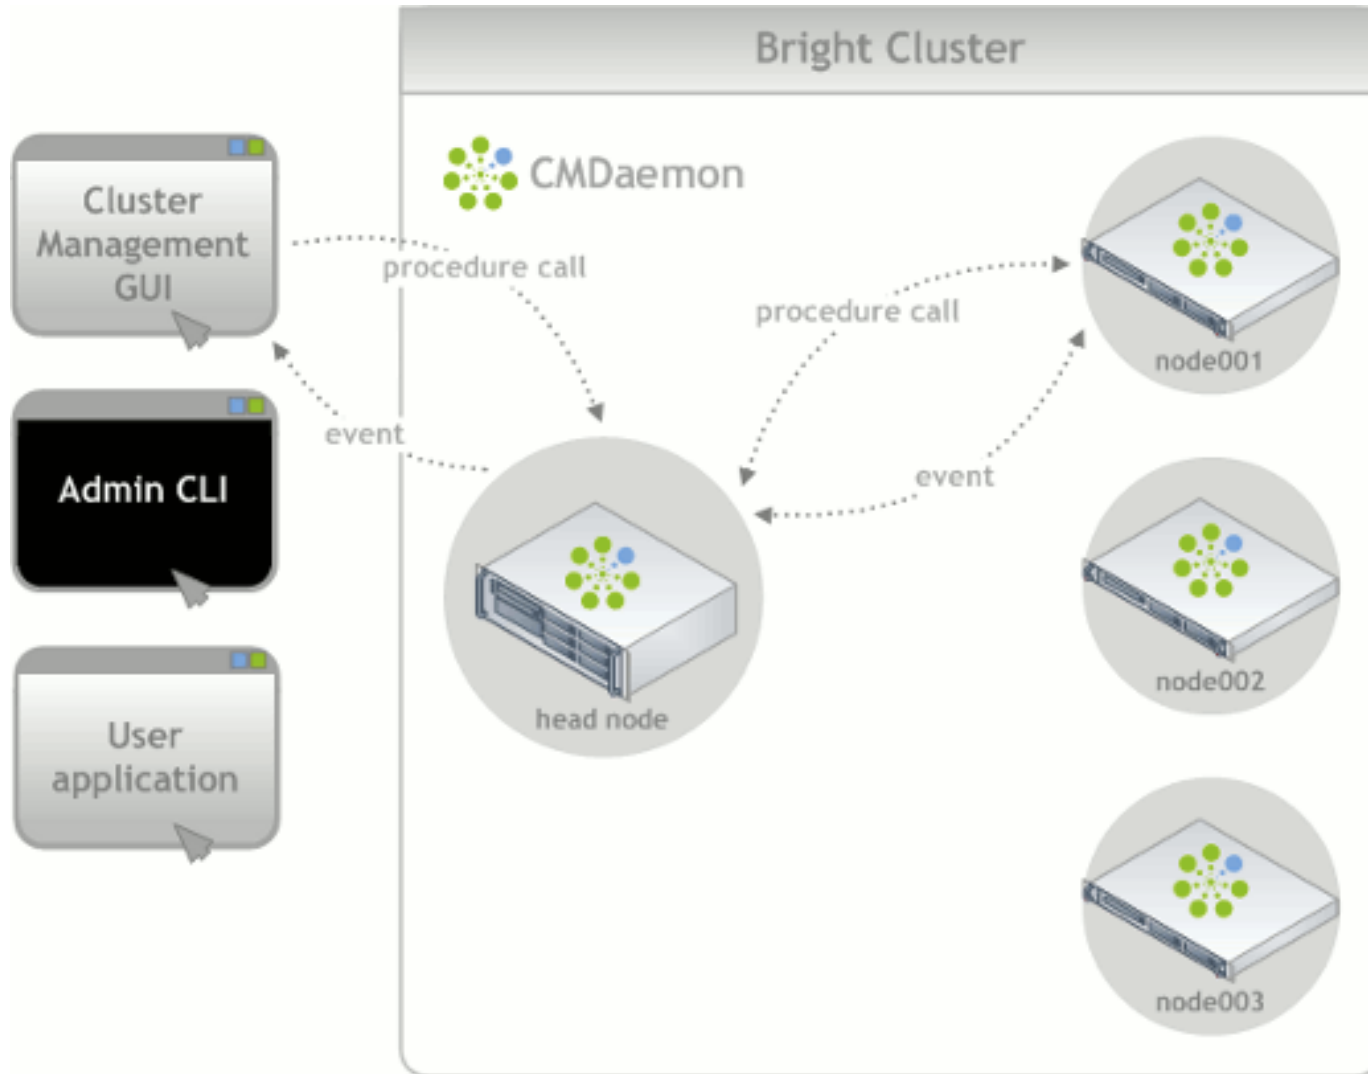 Bright Cluster
CMDaemon
Cluster
Management
GUI
procedure call
event
Admin CLI
User
application
head node
procedure call
event
node001
node002
node003